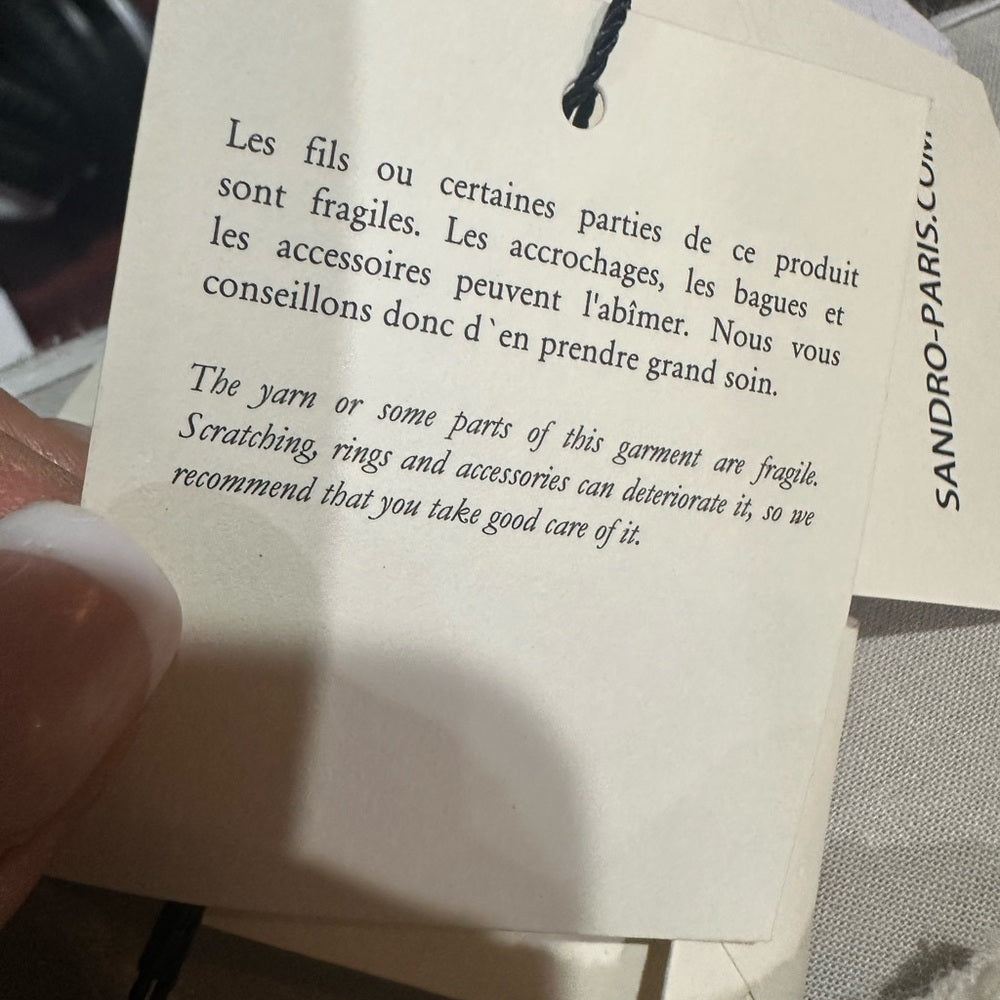 Les fils ou certaines parties de ce produit
sont fragiles. Les accrochages, les bagues et
les accessoires peuvent l'abîmer. Nous vous
conseillons donc d`en prendre grand soin.
The yarn or some parts of this garment are fragile.
Scratching, rings and accessories can deteriorate it, so we
recommend that you take good care of it.
SANDRO-PARIS.COM